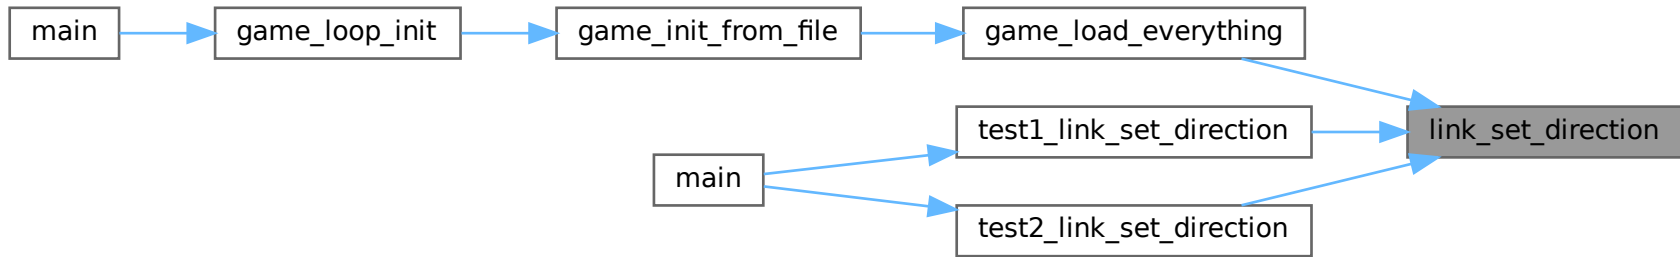 main
game_loop_init
game_init_from_file
game_load_everything
test1_link_set_direction
link_set_direction
main
test2_link_set_direction